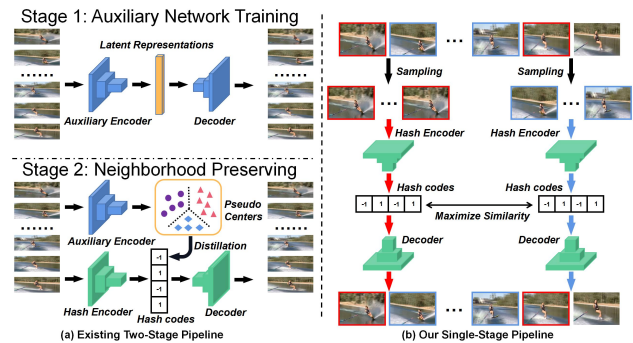 Stage 1: Auxiliary Network Training
Latent Representations
Auxiliary Encoder
Decoder
Stage 2: Neighborhood Preserving
Auxiliary Encoder
Pseudo
Centers
Distillation
-1
1
-1
1
Hash Encoder
Hash codes
Decoder
(a) Existing Two-Stage Pipeline
Sampling
Sampling
Hash Encoder
Hash Encoder
Hash codes
Hash codes
-1 1 -1 1
Maximize Similarity
-1 1 -1 1
Decoder
Decoder
(b) Our Single-Stage Pipeline